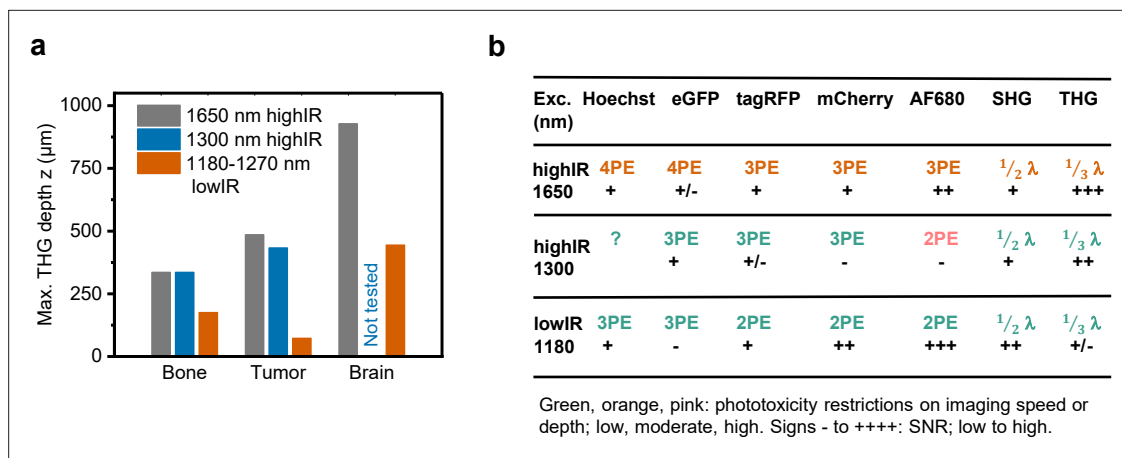 a
Max. THG depth z (µm)
1000
750
500
250
0
1650 nm highIR
1300 nm highIR
1180-1270 nm
lowIR
Not tested
Bone Tumor Brain
b
Exc. Hoechst eGFP tagRFP mCherry AF680 SHG THG
(nm)
highIR 4PE 4PE 3PE 3PE 3PE 1/2 λ 1/3 λ
1650 + +/- + + ++ + +++
highIR ? 3PE 3PE 3PE 2PE 1/2 λ 1/3 λ
1300 + +/- - - + ++
lowIR 3PE 3PE 2PE 2PE 2PE 1/2 λ 1/3 λ
1180 + - + ++ +++ ++ +/-
Green, orange, pink: phototoxicity restrictions on imaging speed or
depth; low, moderate, high. Signs - to ++++: SNR; low to high.